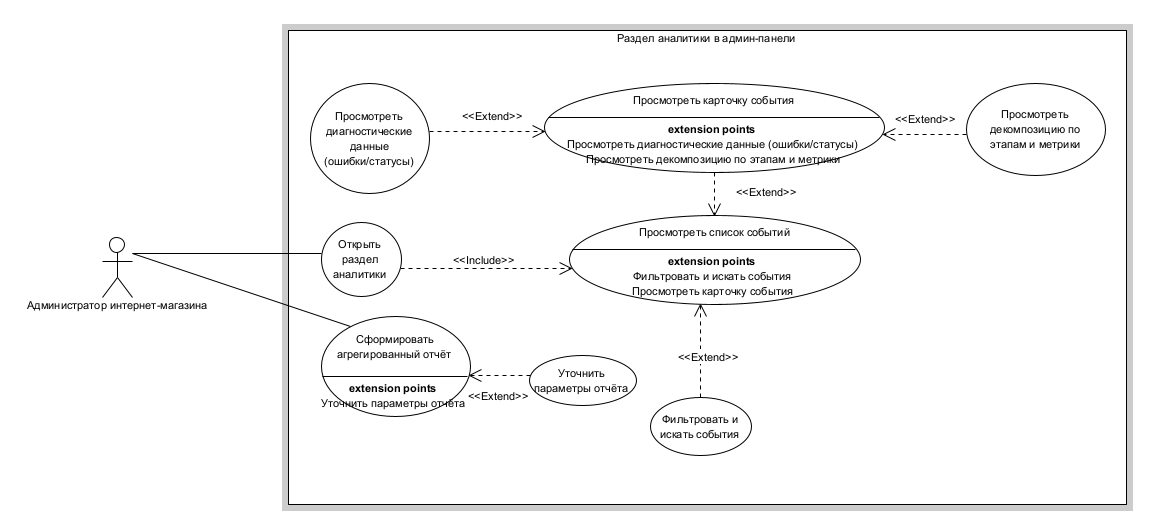 Раздел аналитики в админ-панели
Просмотреть
диагностические
данные
(ошибки/статусы)
<<Extend>>
Просмотреть карточку события
extension points
Просмотреть диагностические данные (ошибки/статусы)
Просмотреть декомпозицию по этапам и метрики
<<Extend>>
Просмотреть
декомпозицию по
этапам и метрики
<<Extend>>
Администратор интернет-магазина
Открыть
раздел
аналитики
<<Include>>
Просмотреть список событий
extension points
Фильтровать и искать события
Просмотреть карточку события
Сформировать
агрегированный отчёт
extension points
Уточнить параметры отчёта
<<Extend>>
Уточнить
параметры отчёта
<<Extend>>
Фильтровать и
искать события